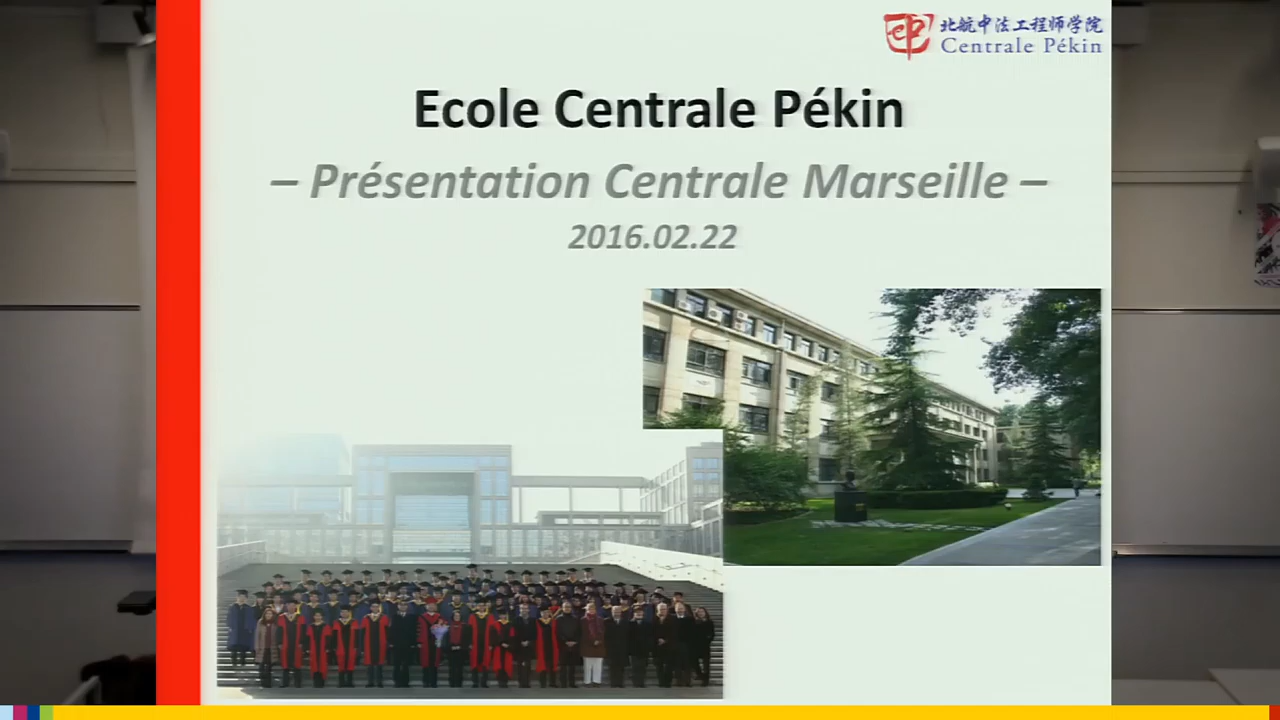 北航中法工程师学院
Centrale Pékin
Ecole Centrale Pékin
– Présentation Centrale Marseille –
2016.02.22